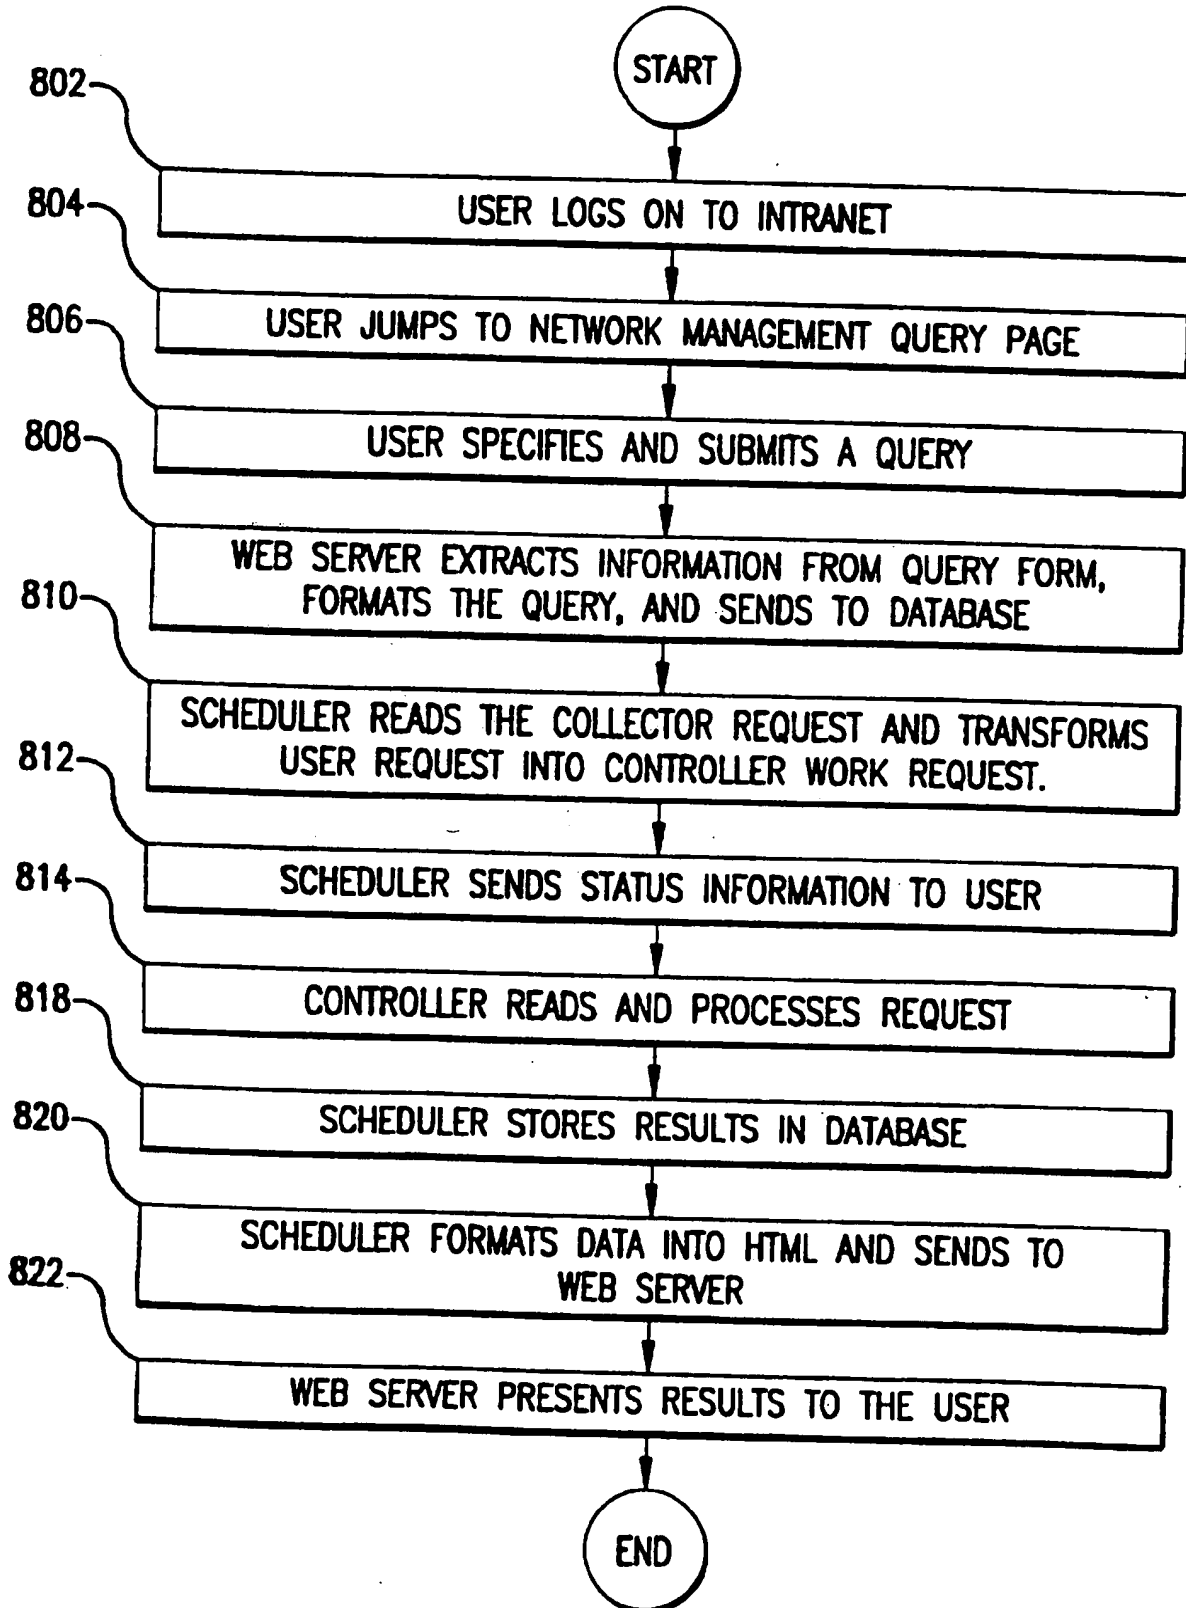 START
802
USER LOGS ON TO INTRANET
804
USER JUMPS TO NETWORK MANAGEMENT QUERY PAGE
806
USER SPECIFIES AND SUBMITS A QUERY
808
WEB SERVER EXTRACTS INFORMATION FROM QUERY FORM,
FORMATS THE QUERY, AND SENDS TO DATABASE
810
SCHEDULER READS THE COLLECTOR REQUEST AND TRANSFORMS
USER REQUEST INTO CONTROLLER WORK REQUEST.
812
SCHEDULER SENDS STATUS INFORMATION TO USER
814
CONTROLLER READS AND PROCESSES REQUEST
818
SCHEDULER STORES RESULTS IN DATABASE
820
SCHEDULER FORMATS DATA INTO HTML AND SENDS TO
WEB SERVER
822
WEB SERVER PRESENTS RESULTS TO THE USER
END